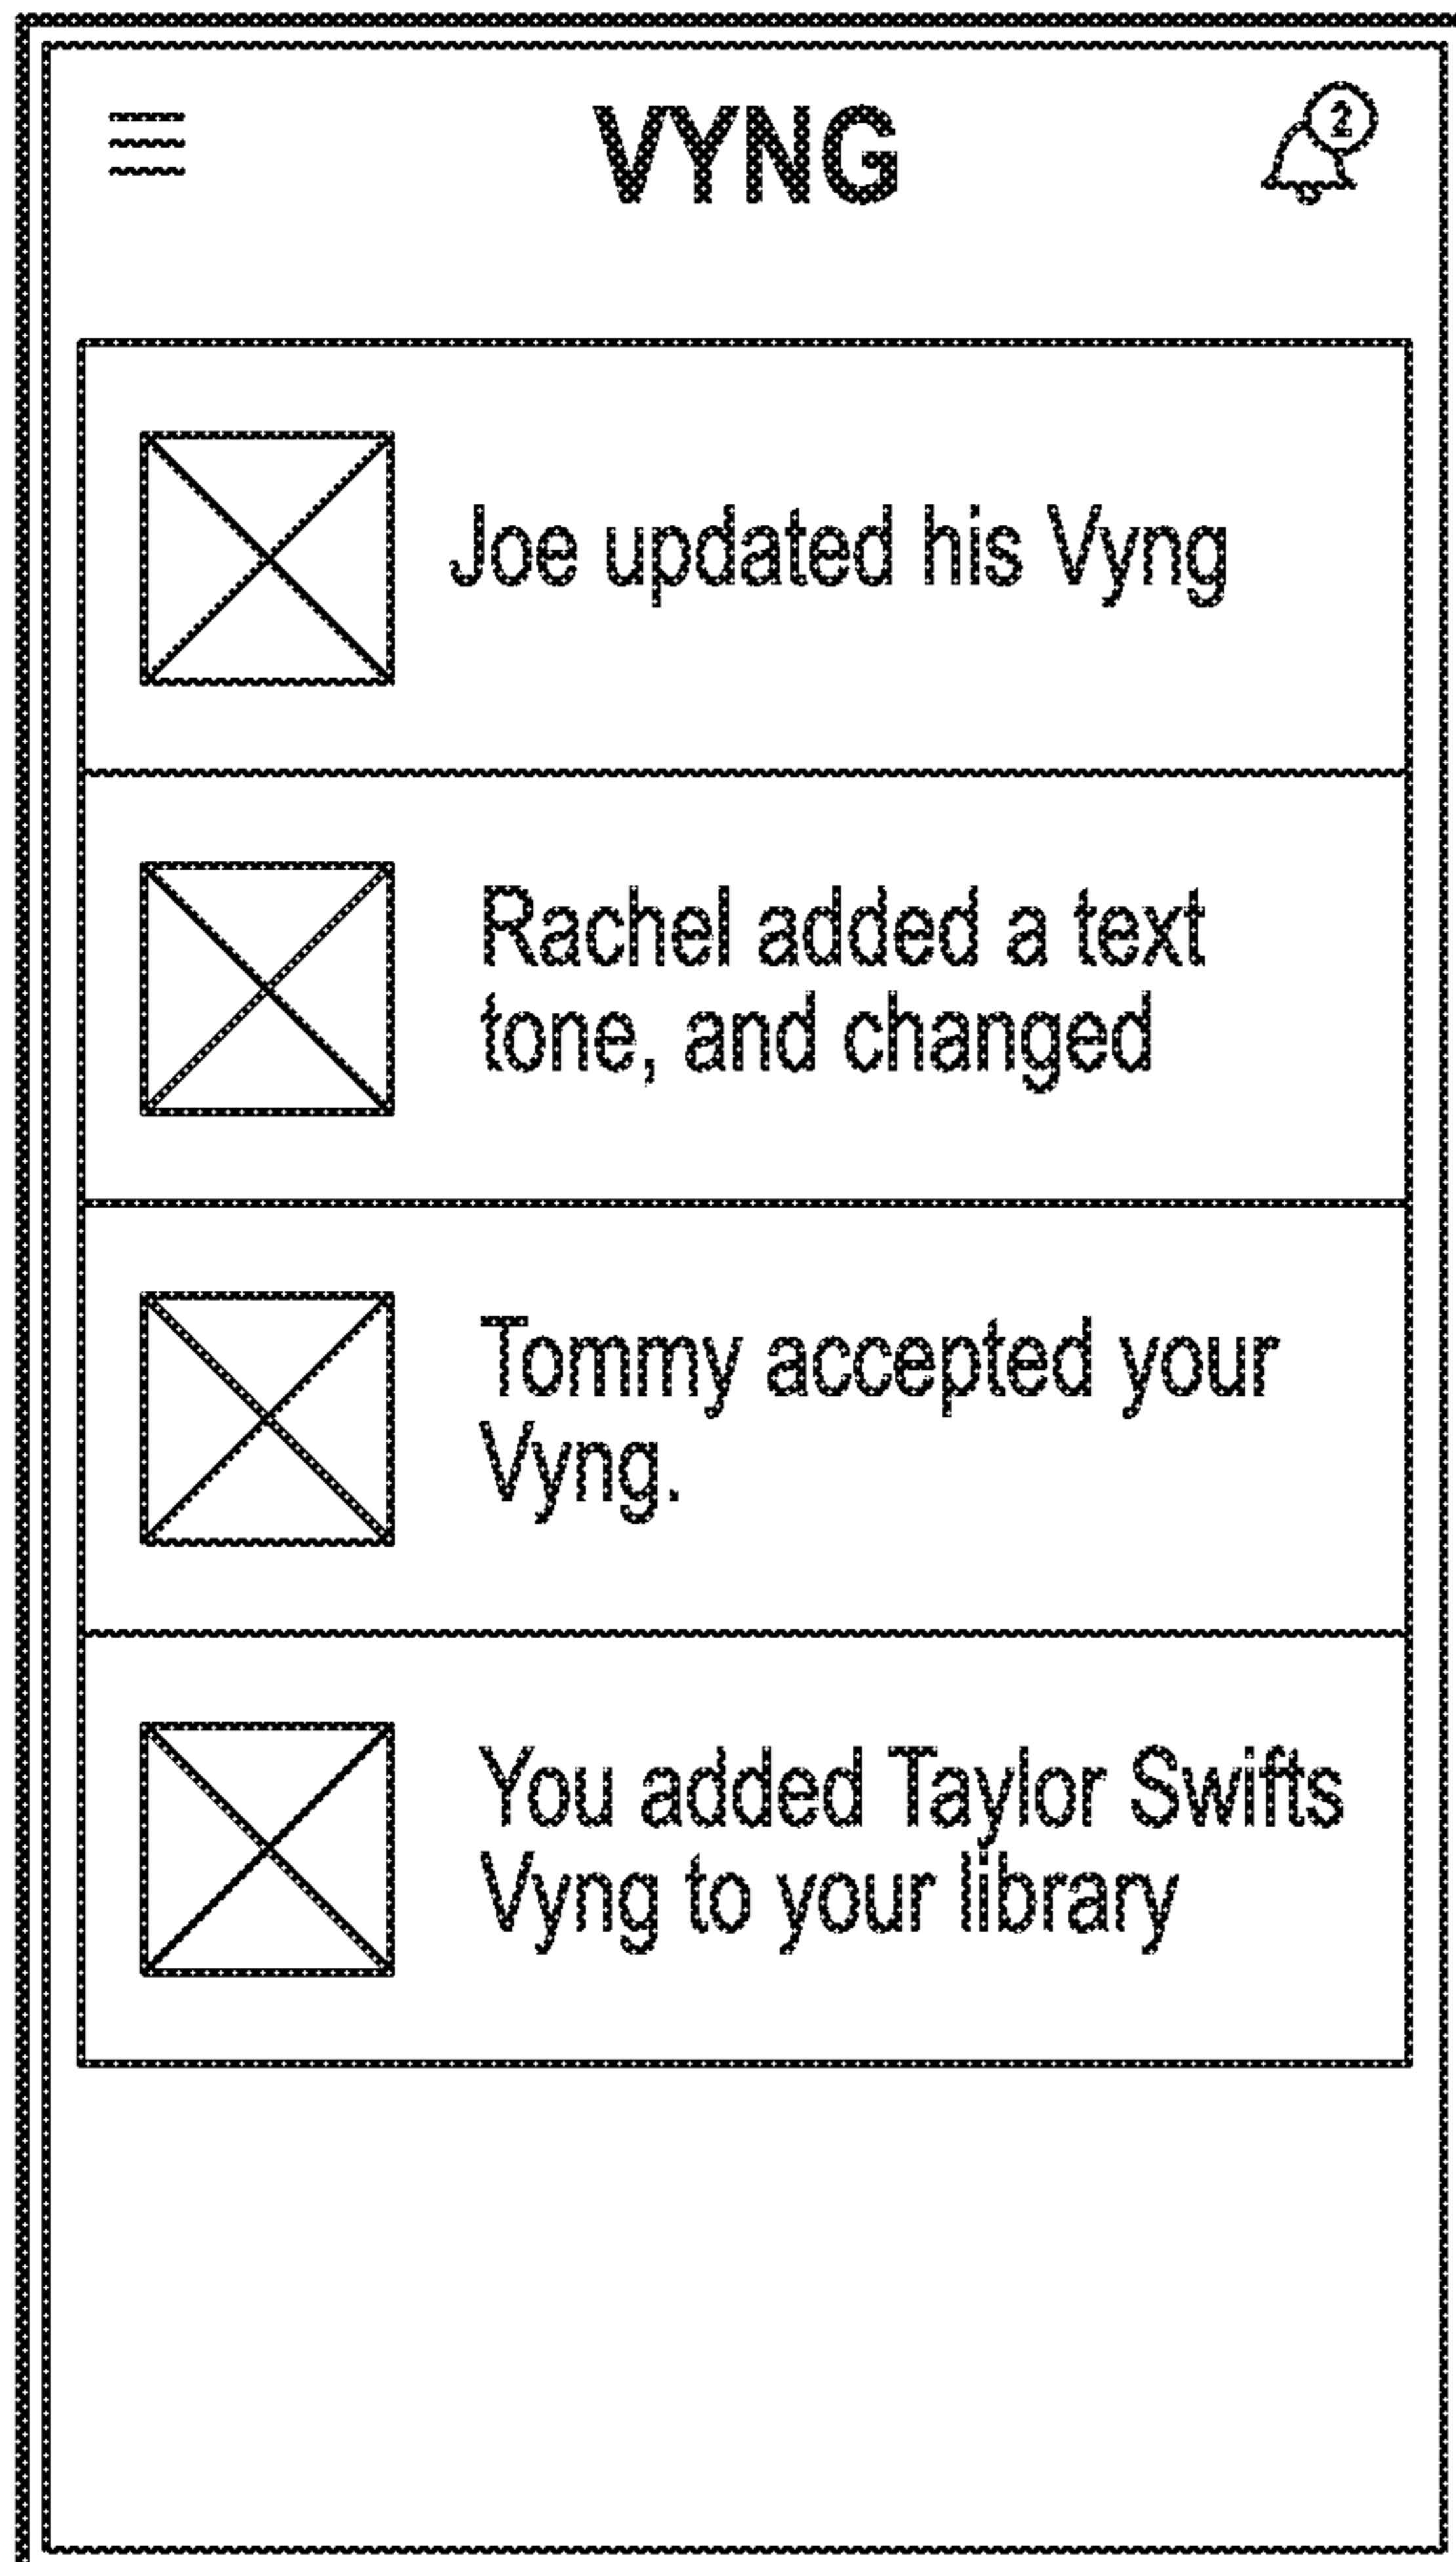 VYNG
2
Joe updated his Vyng
Rachel added a text
tone, and changed
Tommy accepted your
Vyng.
You added Taylor Swifts
Vyng to your library